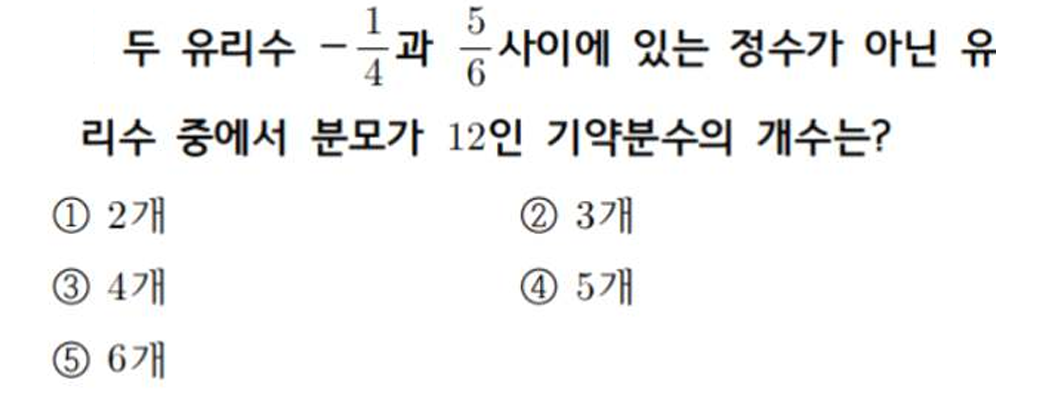 두 유리수 $-\frac{1}{4}$과 $\frac{5}{6}$사이에 있는 정수가 아닌 유
리수 중에서 분모가 12인 기약분수의 개수는?
① 2개 ② 3개
③ 4개 ④ 5개
⑤ 6개